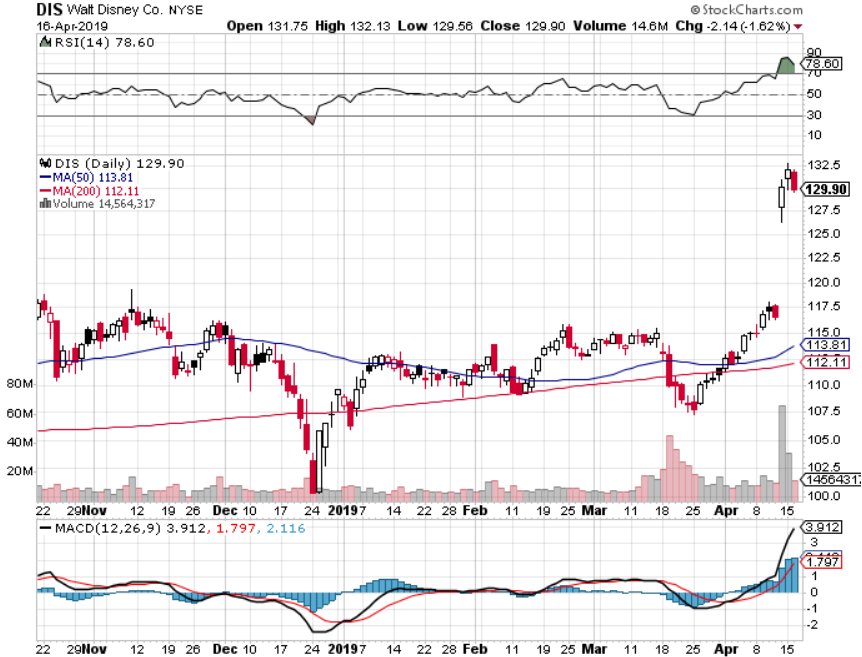 DIS Walt Disney Co. NYSE © StockCharts.com
16-Apr-2019 Open 131.75 High 132.13 Low 129.56 Close 129.90 Volume 14.6M Chg -2.14 (-1.62%)
RSI(14) 78.60
90
78.60
70
50
30
10
DIS (Daily) 129.90
MA(50) 113.81
MA(200) 112.11
Volume 14,564,317
132.5
129.90
127.5
125.0
122.5
120.0
117.5
115.0
113.81
112.11
110.0
107.5
105.0
102.5
100.0
80M
60M
40M
20M
14564317
22 29 Nov 12 19 26 Dec 10 17 24 2019 14 22 28 Feb 11 19 25 Mar 11 18 25 Apr 8 15
MACD(12,26,9) 3.912, 1.797, 2.116
3.912
3
1.797
1
0
-1
-2
22 29 Nov 12 19 26 Dec 10 17 24 2019 14 22 28 Feb 11 19 25 Mar 11 18 25 Apr 8 15